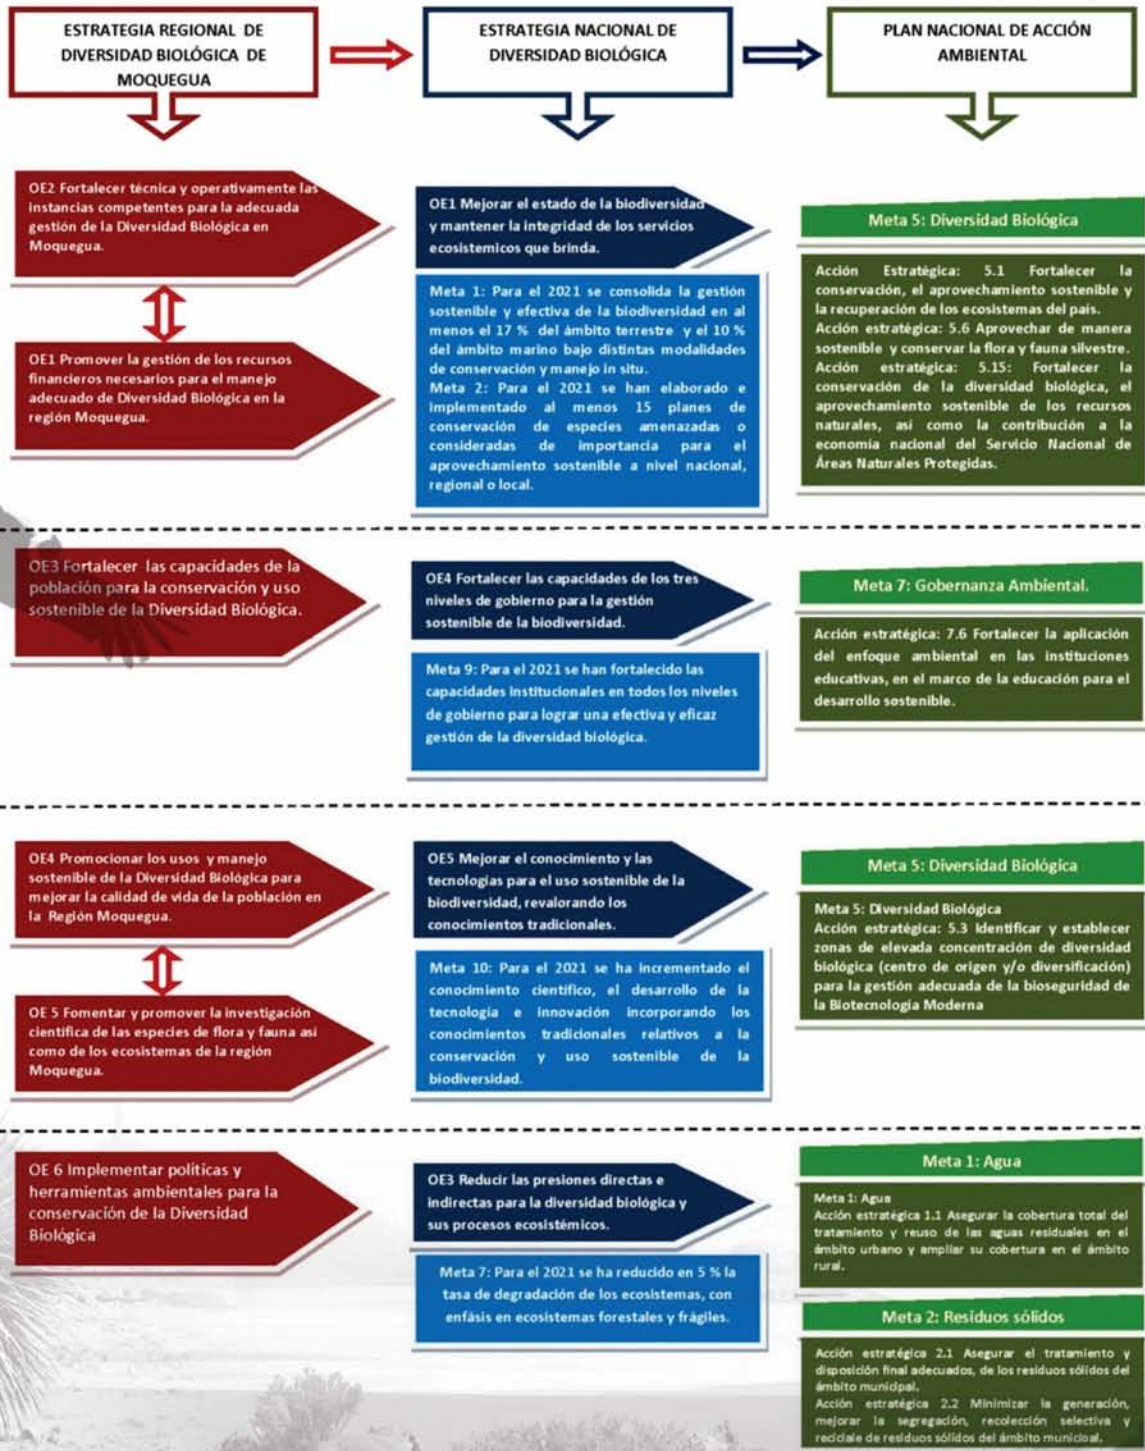 ESTRATEGIA REGIONAL DE
DIVERSIDAD BIOLÓGICA DE
MOQUEGUA
ESTRATEGIA NACIONAL DE
DIVERSIDAD BIOLÓGICA
PLAN NACIONAL DE ACCIÓN
AMBIENTAL
OE2 Fortalecer técnica y operativamente las
instancias competentes para la adecuada
gestión de la Diversidad Biológica en
Moquegua.
OE1 Promover la gestión de los recursos
financieros necesarios para el manejo
adecuado de Diversidad Biológica en la
región Moquegua.
OE1 Mejorar el estado de la biodiversidad
y mantener la integridad de los servicios
ecosistemicos que brinda.
Meta 1: Para el 2021 se consolida la gestión
sostenible y efectiva de la biodiversidad en al
menos el 17 % del ámbito terrestre y el 10 %
del ámbito marino bajo distintas modalidades
de conservación y manejo in situ.
Meta 2: Para el 2021 se han elaborado e
implementado al menos 15 planes de
conservación de especies amenazadas o
consideradas de importancia para el
aprovechamiento sostenible a nivel nacional,
regional o local.
Meta 5: Diversidad Biológica
Acción Estratégica: 5.1 Fortalecer la
conservación, el aprovechamiento sostenible y
la recuperación de los ecosistemas del país.
Acción estratégica: 5.6 Aprovechar de manera
sostenible y conservar la flora y fauna silvestre.
Acción estratégica: 5.15: Fortalecer la
conservación de la diversidad biológica, el
aprovechamiento sostenible de los recursos
naturales, así como la contribución a la
economía nacional del Servicio Nacional de
Áreas Naturales Protegidas.
OE3 Fortalecer las capacidades de la
población para la conservación y uso
sostenible de la Diversidad Biológica.
OE4 Fortalecer las capacidades de los tres
niveles de gobierno para la gestión
sostenible de la biodiversidad.
Meta 9: Para el 2021 se han fortalecido las
capacidades institucionales en todos los niveles
de gobierno para lograr una efectiva y eficaz
gestión de la diversidad biológica.
Meta 7: Gobernanza Ambiental.
Acción estratégica: 7.6 Fortalecer la aplicación
del enfoque ambiental en las instituciones
educativas, en el marco de la educación para el
desarrollo sostenible.
OE4 Promocionar los usos y manejo
sostenible de la Diversidad Biológica para
mejorar la calidad de vida de la población en
la Región Moquegua.
OE 5 Fomentar y promover la investigación
científica de las especies de flora y fauna así
como de los ecosistemas de la región
Moquegua.
OE5 Mejorar el conocimiento y las
tecnologías para el uso sostenible de la
biodiversidad, revalorando los
conocimientos tradicionales.
Meta 10: Para el 2021 se ha incrementado el
conocimiento científico, el desarrollo de la
tecnología e innovación incorporando los
conocimientos tradicionales relativos a la
conservación y uso sostenible de la
biodiversidad.
Meta 5: Diversidad Biológica
Meta 5: Diversidad Biológica
Acción estratégica: 5.3 Identificar y establecer
zonas de elevada concentración de diversidad
biológica (centro de origen y/o diversificación)
para la gestión adecuada de la bioseguridad de
la Biotecnología Moderna
OE 6 Implementar políticas y
herramientas ambientales para la
conservación de la Diversidad
Biológica
OE3 Reducir las presiones directas e
indirectas para la diversidad biológica y
sus procesos ecosistémicos.
Meta 7: Para el 2021 se ha reducido en 5 % la
tasa de degradación de los ecosistemas, con
enfásis en ecosistemas forestales y frágiles.
Meta 1: Agua
Meta 1: Agua
Acción estratégica 1.1 Asegurar la cobertura total del
tratamiento y reuso de las aguas residuales en el
ámbito urbano y ampliar su cobertura en el ámbito
rural.
Meta 2: Residuos sólidos
Acción estratégica 2.1 Asegurar el tratamiento y
disposición final adecuados, de los residuos sólidos del
ámbito municipal.
Acción estratégica 2.2 Minimizar la generación,
mejorar la segregación, recolección selectiva y
reciclaje de residuos sólidos del ámbito municipal.